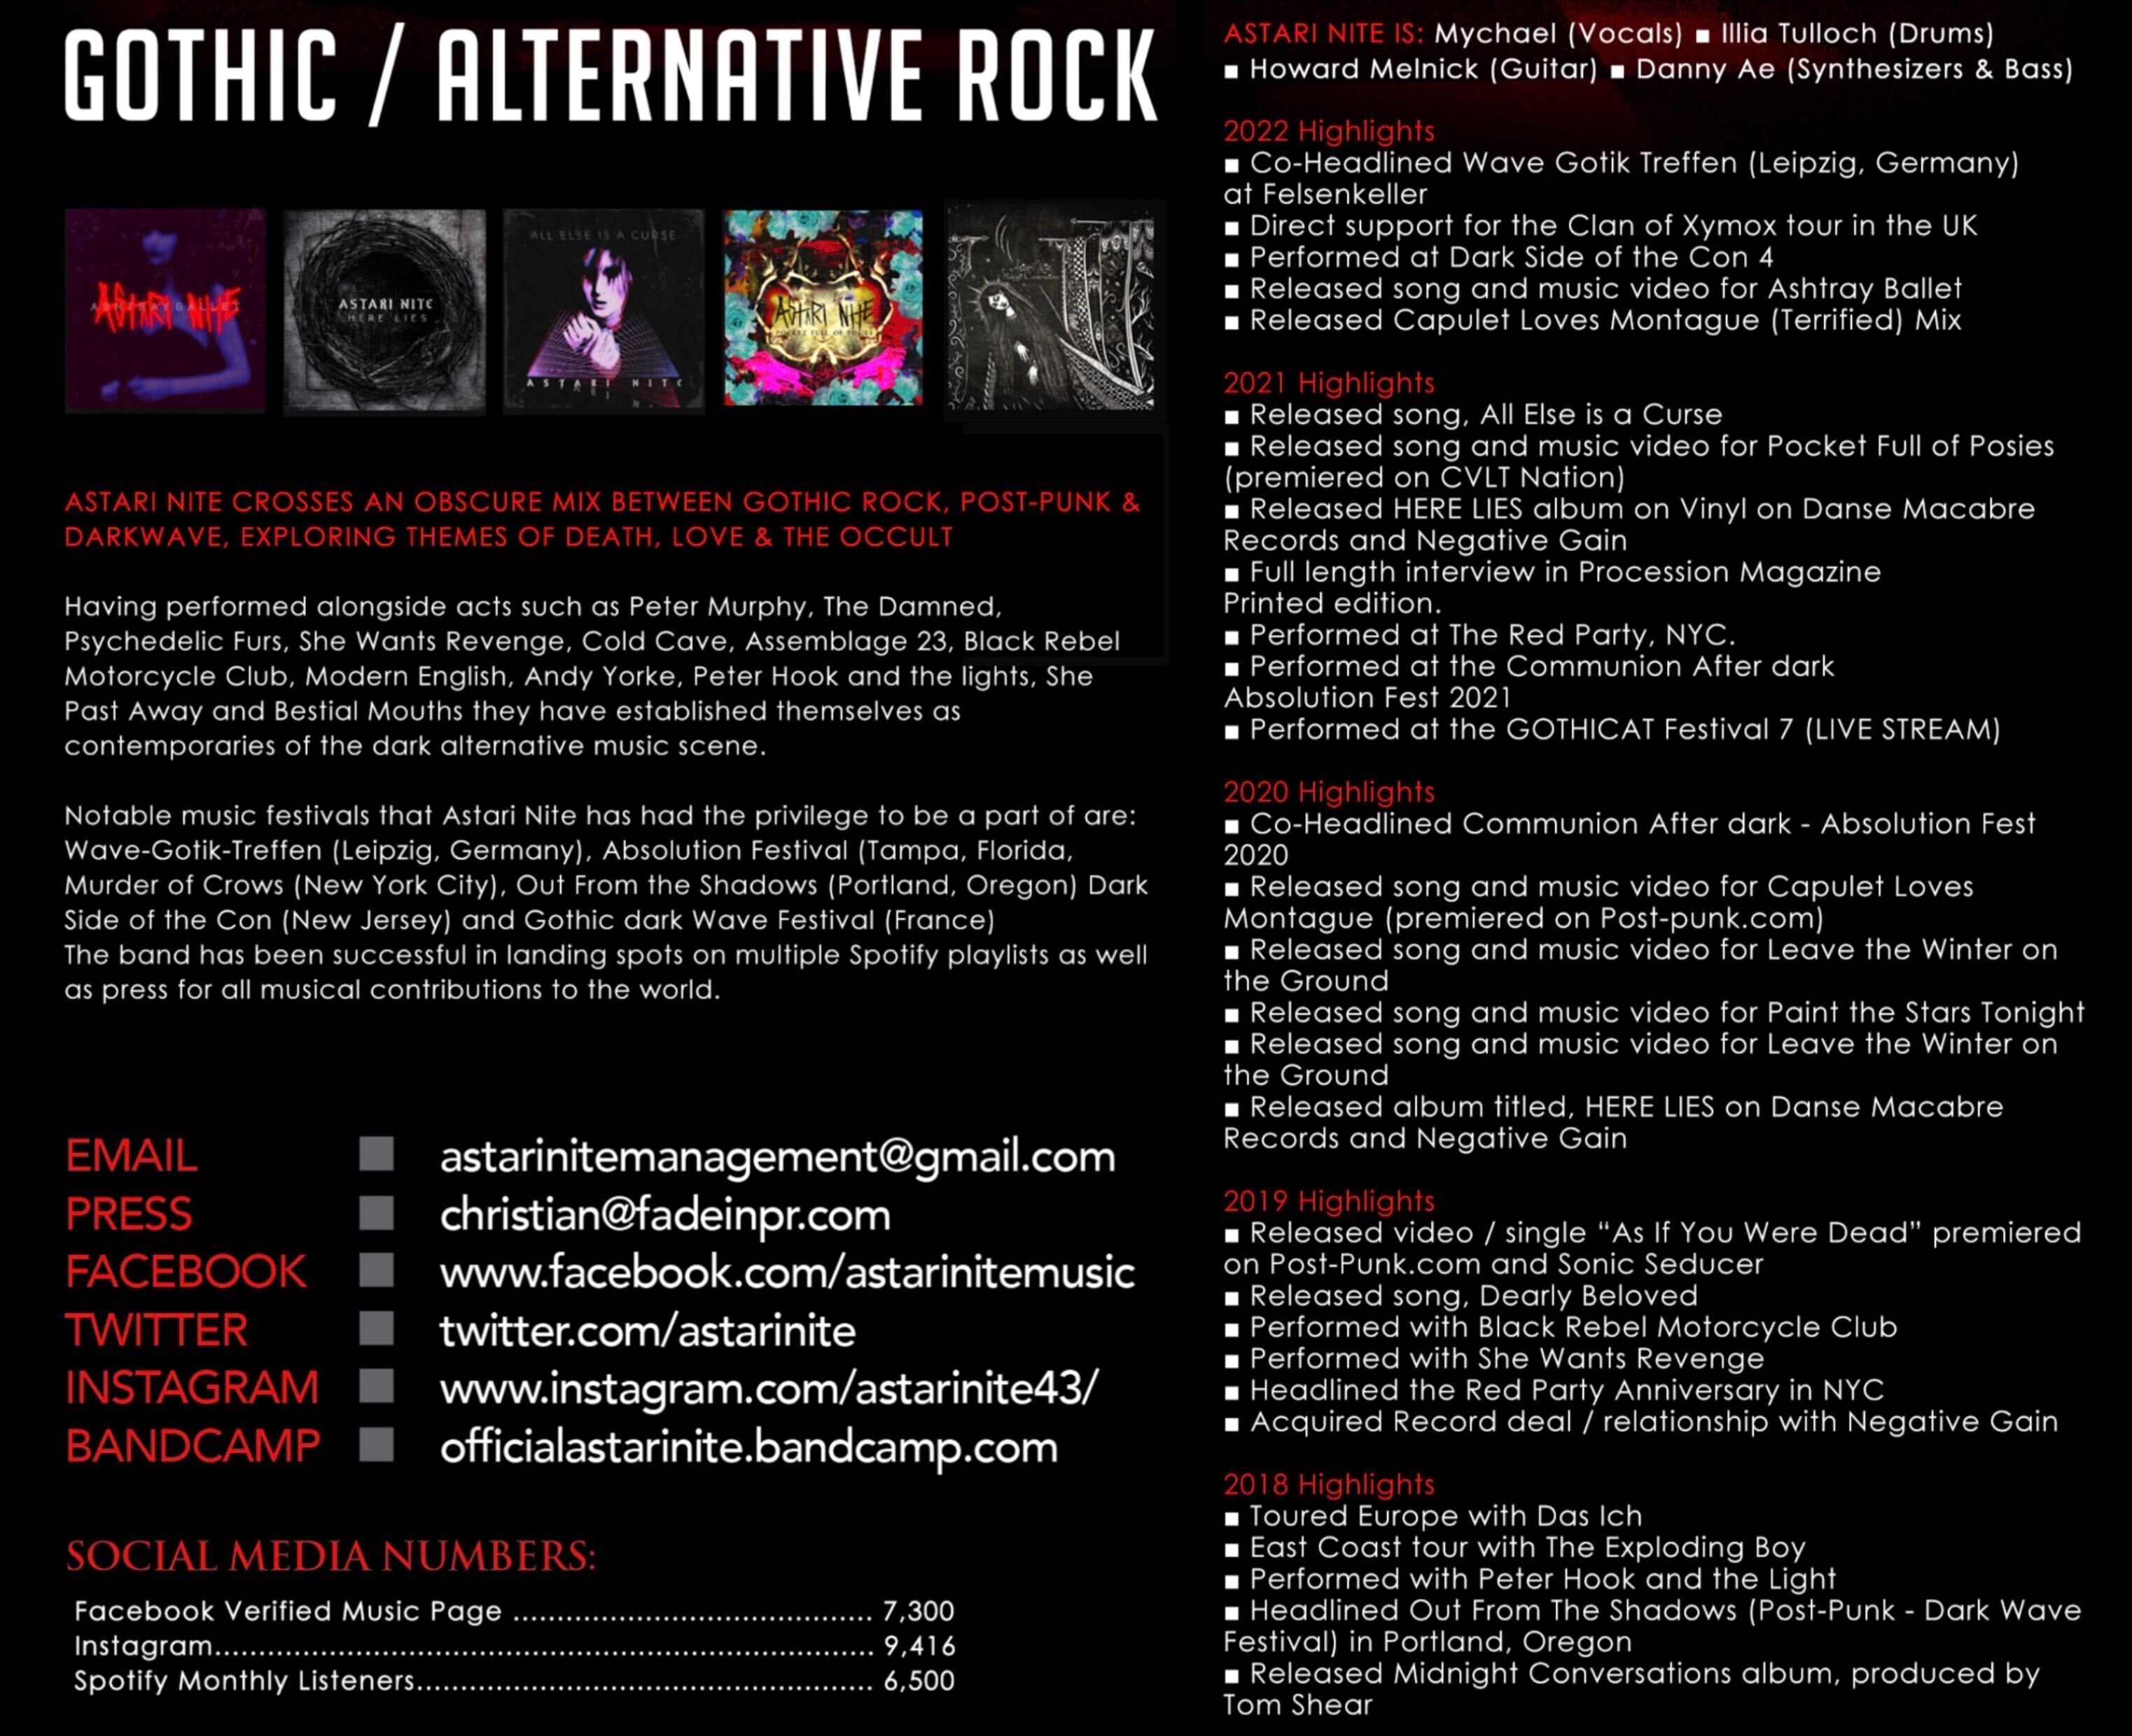 GOTHIC / ALTERNATIVE ROCK
ASTARI NITE
ASTARI NITE
HERE LIES
ALL ELSE IS A CURSE
ASTARI NITE
ASTARI NITE
ASTARI NITE CROSSES AN OBSCURE MIX BETWEEN GOTHIC ROCK, POST-PUNK &
DARKWAVE, EXPLORING THEMES OF DEATH, LOVE & THE OCCULT
Having performed alongside acts such as Peter Murphy, The Damned,
Psychedelic Furs, She Wants Revenge, Cold Cave, Assemblage 23, Black Rebel
Motorcycle Club, Modern English, Andy Yorke, Peter Hook and the lights, She
Past Away and Bestial Mouths they have established themselves as
contemporaries of the dark alternative music scene.
Notable music festivals that Astari Nite has had the privilege to be a part of are:
Wave-Gotik-Treffen (Leipzig, Germany), Absolution Festival (Tampa, Florida,
Murder of Crows (New York City), Out From the Shadows (Portland, Oregon) Dark
Side of the Con (New Jersey) and Gothic dark Wave Festival (France)
The band has been successful in landing spots on multiple Spotify playlists as well
as press for all musical contributions to the world.
EMAIL ■ astarinitemanagement@gmail.com
PRESS ■ christian@fadeinpr.com
FACEBOOK ■ www.facebook.com/astarinitemusic
TWITTER ■ twitter.com/astarinite
INSTAGRAM ■ www.instagram.com/astarinite43/
BANDCAMP ■ officialastarinite.bandcamp.com
SOCIAL MEDIA NUMBERS:
Facebook Verified Music Page ......................................... 7,300
Instagram........................................................................... 9,416
Spotify Monthly Listeners.................................................... 6,500
ASTARI NITE IS: Mychael (Vocals) ■ Illia Tulloch (Drums)
■ Howard Melnick (Guitar) ■ Danny Ae (Synthesizers & Bass)
2022 Highlights
■ Co-Headlined Wave Gotik Treffen (Leipzig, Germany)
at Felsenkeller
■ Direct support for the Clan of Xymox tour in the UK
■ Performed at Dark Side of the Con 4
■ Released song and music video for Ashtray Ballet
■ Released Capulet Loves Montague (Terrified) Mix
2021 Highlights
■ Released song, All Else is a Curse
■ Released song and music video for Pocket Full of Posies
(premiered on CVLT Nation)
■ Released HERE LIES album on Vinyl on Danse Macabre
Records and Negative Gain
■ Full length interview in Procession Magazine
Printed edition.
■ Performed at The Red Party, NYC.
■ Performed at the Communion After dark
Absolution Fest 2021
■ Performed at the GOTHICAT Festival 7 (LIVE STREAM)
2020 Highlights
■ Co-Headlined Communion After dark - Absolution Fest
2020
■ Released song and music video for Capulet Loves
Montague (premiered on Post-punk.com)
■ Released song and music video for Leave the Winter on
the Ground
■ Released song and music video for Paint the Stars Tonight
■ Released song and music video for Leave the Winter on
the Ground
■ Released album titled, HERE LIES on Danse Macabre
Records and Negative Gain
2019 Highlights
■ Released video / single “As If You Were Dead” premiered
on Post-Punk.com and Sonic Seducer
■ Released song, Dearly Beloved
■ Performed with Black Rebel Motorcycle Club
■ Performed with She Wants Revenge
■ Headlined the Red Party Anniversary in NYC
■ Acquired Record deal / relationship with Negative Gain
2018 Highlights
■ Toured Europe with Das Ich
■ East Coast tour with The Exploding Boy
■ Performed with Peter Hook and the Light
■ Headlined Out From The Shadows (Post-Punk - Dark Wave
Festival) in Portland, Oregon
■ Released Midnight Conversations album, produced by
Tom Shear